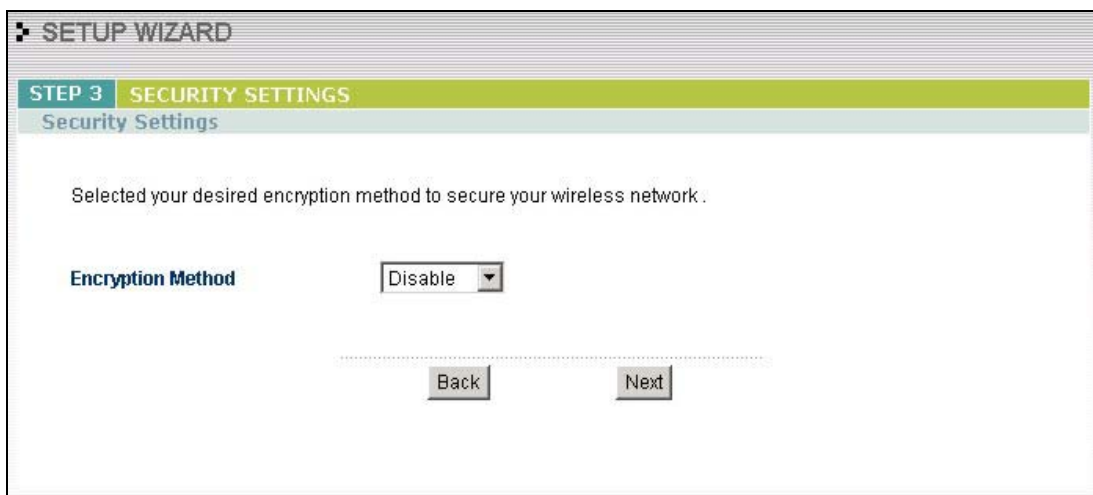 SETUP WIZARD
STEP 3 SECURITY SETTINGS
Security Settings
Selected your desired encryption method to secure your wireless network .
Encryption Method Disable
Back Next